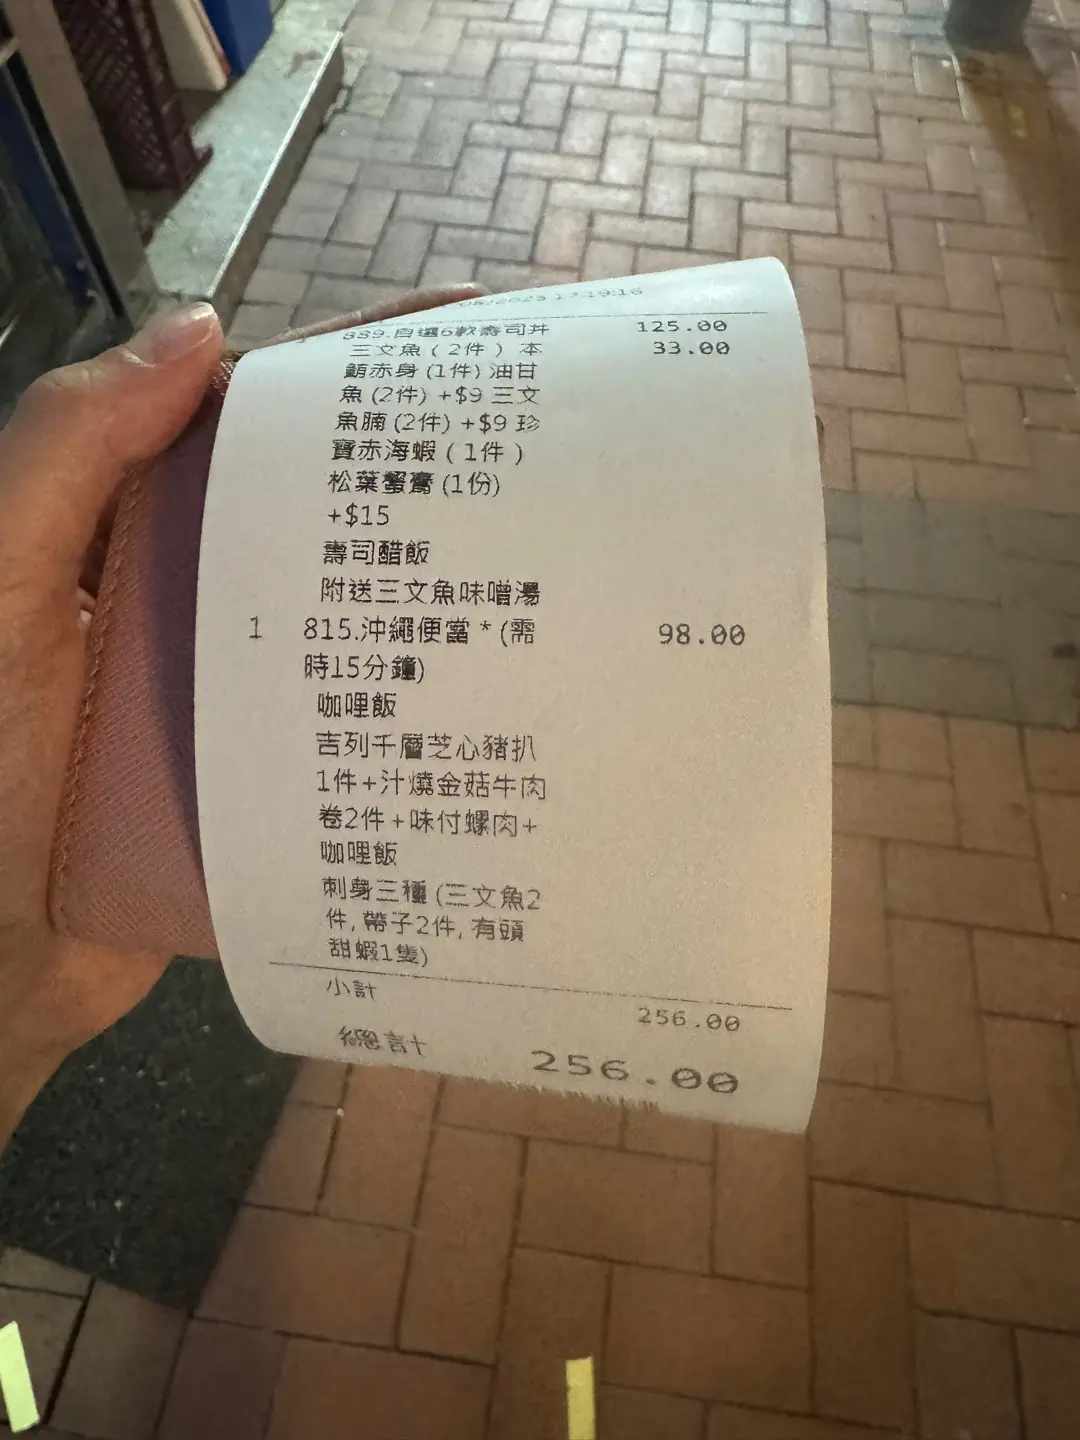 /2025 17:19:16
889.自選6款壽司丼 125.00
三文魚 ( 2件 ) 本 33.00
鮪赤身 (1件) 油甘
魚 (2件) +$9 三文
魚腩 (2件) +$9 珍
寶赤海蝦 ( 1件 )
松葉蟹膏 (1份)
+$15
壽司醋飯
附送三文魚味噌湯
1 815.沖繩便當 * (需 98.00
時15分鐘)
咖哩飯
吉列千層芝心豬扒
1件+汁燒金菇牛肉
卷2件+味付螺肉+
咖哩飯
刺身三種 (三文魚2
件, 帶子2件, 有頭
甜蝦1隻)
小計 256.00
總計 256.00